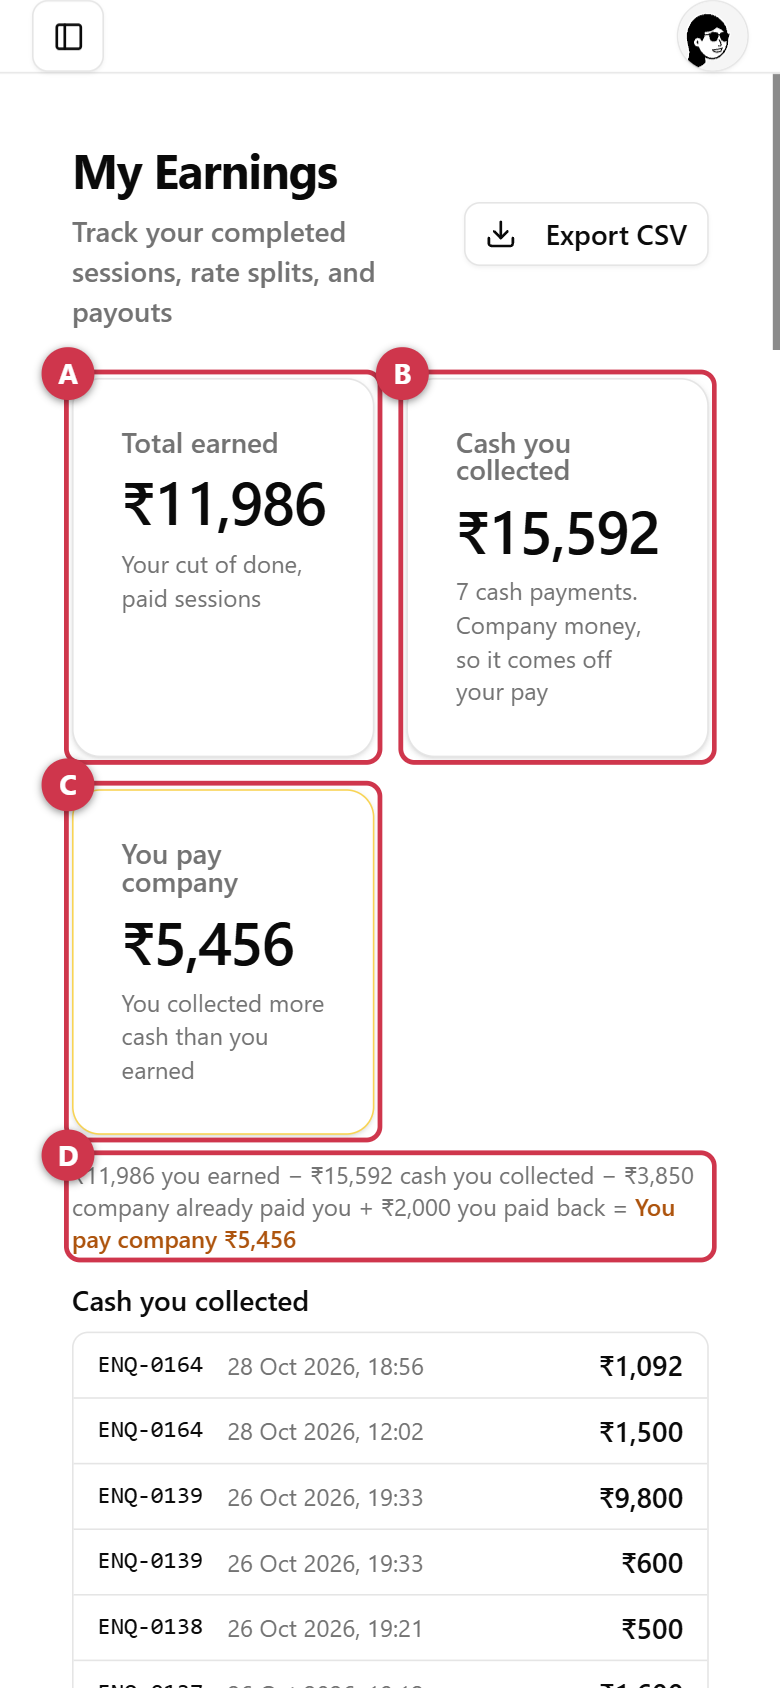 My Earnings
Track your completed
sessions, rate splits, and
payouts
Export CSV
A
Total earned
₹11,986
Your cut of done,
paid sessions
B
Cash you
collected
₹15,592
7 cash payments.
Company money,
so it comes off
your pay
C
You pay
company
₹5,456
You collected more
cash than you
earned
D
₹11,986 you earned − ₹15,592 cash you collected − ₹3,850
company already paid you + ₹2,000 you paid back = You
pay company ₹5,456
Cash you collected
ENQ-0164 28 Oct 2026, 18:56 ₹1,092
ENQ-0164 28 Oct 2026, 12:02 ₹1,500
ENQ-0139 26 Oct 2026, 19:33 ₹9,800
ENQ-0139 26 Oct 2026, 19:33 ₹600
ENQ-0138 26 Oct 2026, 19:21 ₹500